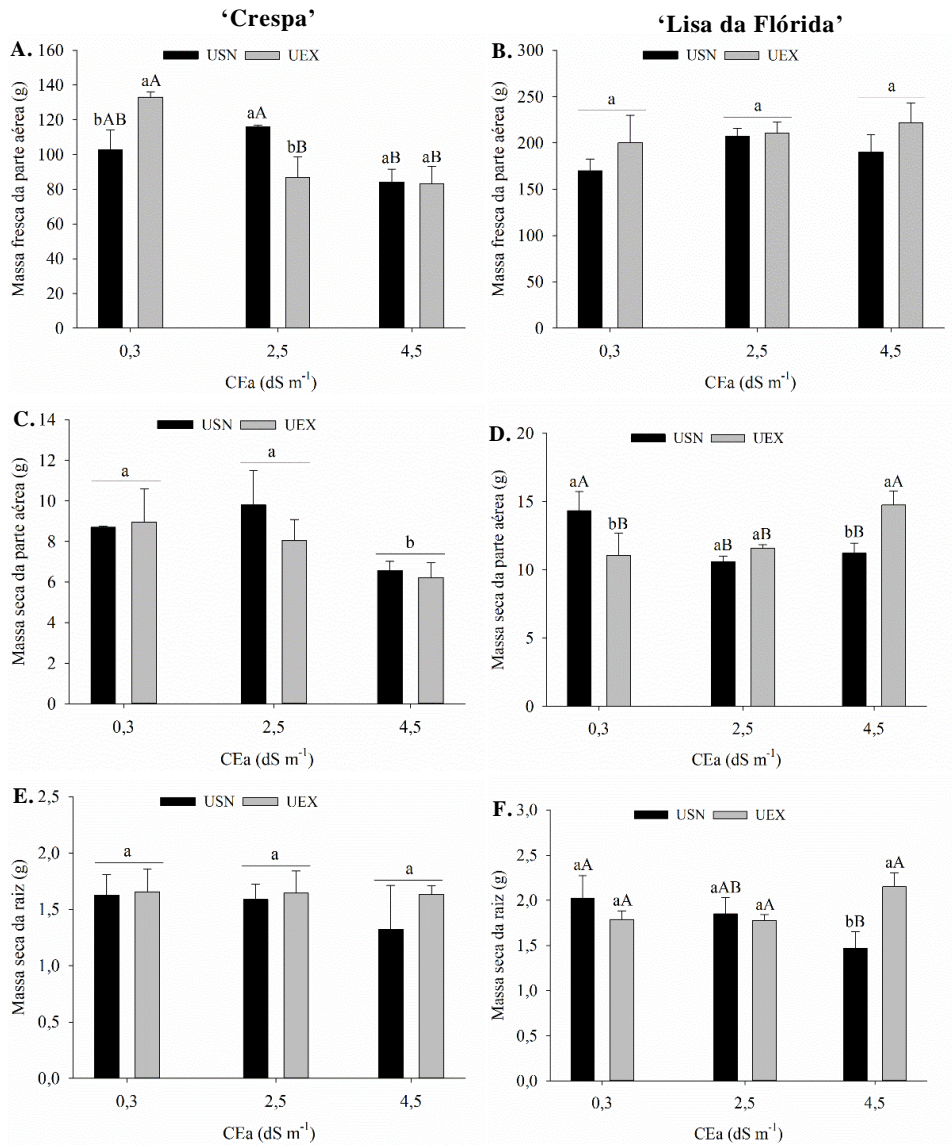 ‘Crespa’
‘Lisa da Flórida’
A.
USN
UEX
Massa fresca da parte aérea (g)
160
140
120
100
80
60
40
20
0
bAB
aA
aA
bB
aB
aB
0,3
2,5
4,5
CEa (dS m⁻¹)
B.
USN
UEX
Massa fresca da parte aérea (g)
300
250
200
150
100
50
0
a
a
a
0,3
2,5
4,5
CEa (dS m⁻¹)
C.
USN
UEX
Massa seca da parte aérea (g)
14
12
10
8
6
4
2
0
a
a
b
0,3
2,5
4,5
CEa (dS m⁻¹)
D.
USN
UEX
Massa seca da parte aérea (g)
20
15
10
5
0
aA
bB
aB
aB
bB
aA
0,3
2,5
4,5
CEa (dS m⁻¹)
E.
USN
UEX
Massa seca da raiz (g)
2,5
2,0
1,5
1,0
0,5
0,0
a
a
a
0,3
2,5
4,5
CEa (dS m⁻¹)
F.
USN
UEX
Massa seca da raiz (g)
3,0
2,5
2,0
1,5
1,0
0,5
0,0
aA
aA
aAB
aA
bB
aA
0,3
2,5
4,5
CEa (dS m⁻¹)